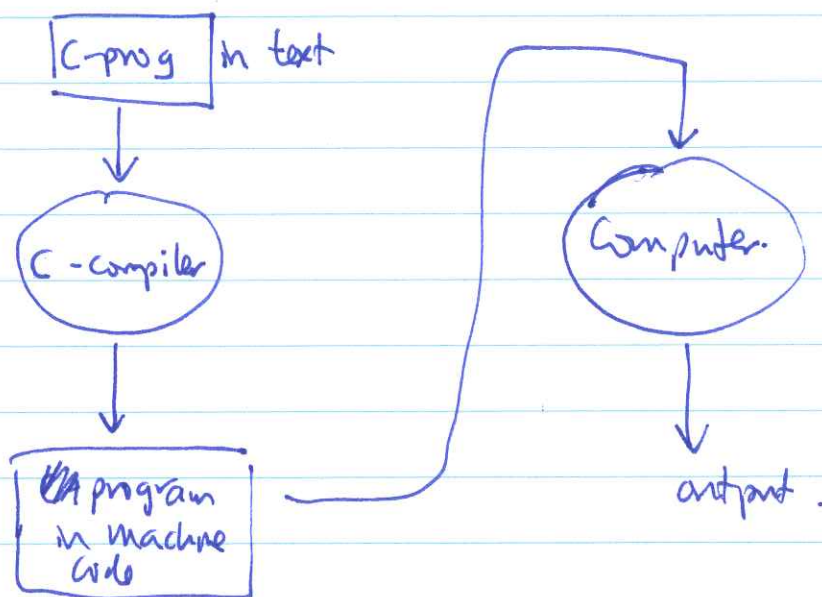 C-prog in text
C-compiler
A program
in machine
code
Computer.
output.